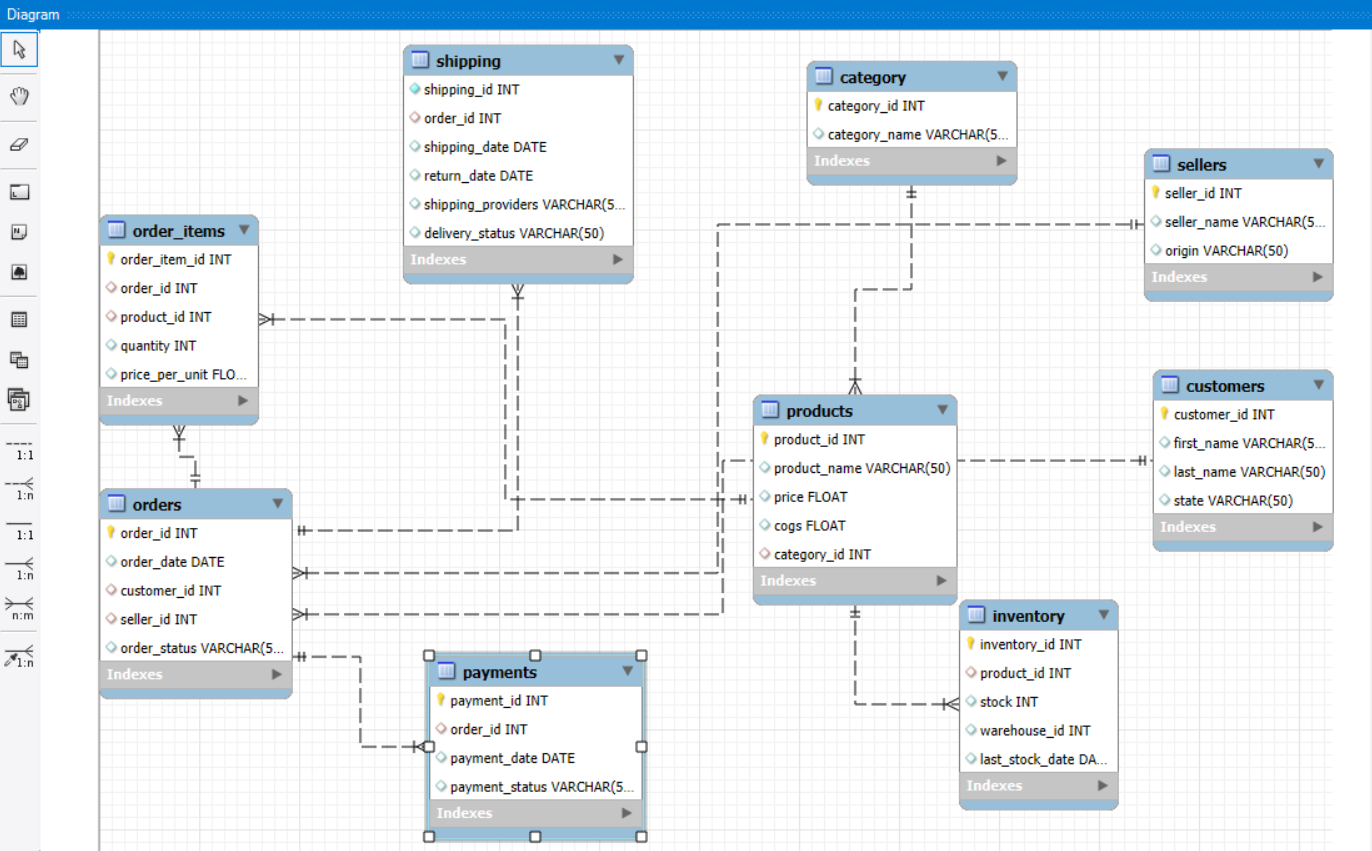 Diagram
shipping
shipping_id INT
order_id INT
shipping_date DATE
return_date DATE
shipping_providers VARCHAR(5...
delivery_status VARCHAR(50)
Indexes
category
category_id INT
category_name VARCHAR(5...
Indexes
sellers
seller_id INT
seller_name VARCHAR(5...
origin VARCHAR(50)
Indexes
order_items
order_item_id INT
order_id INT
product_id INT
quantity INT
price_per_unit FLO...
Indexes
customers
customer_id INT
first_name VARCHAR(5...
last_name VARCHAR(50)
state VARCHAR(50)
Indexes
products
product_id INT
product_name VARCHAR(50)
price FLOAT
cogs FLOAT
category_id INT
Indexes
orders
order_id INT
order_date DATE
customer_id INT
seller_id INT
order_status VARCHAR(5...
Indexes
inventory
inventory_id INT
product_id INT
stock INT
warehouse_id INT
last_stock_date DA...
Indexes
payments
payment_id INT
order_id INT
payment_date DATE
payment_status VARCHAR(5...
Indexes
1:1
1:n
1:1
1:n
n:m
1:n